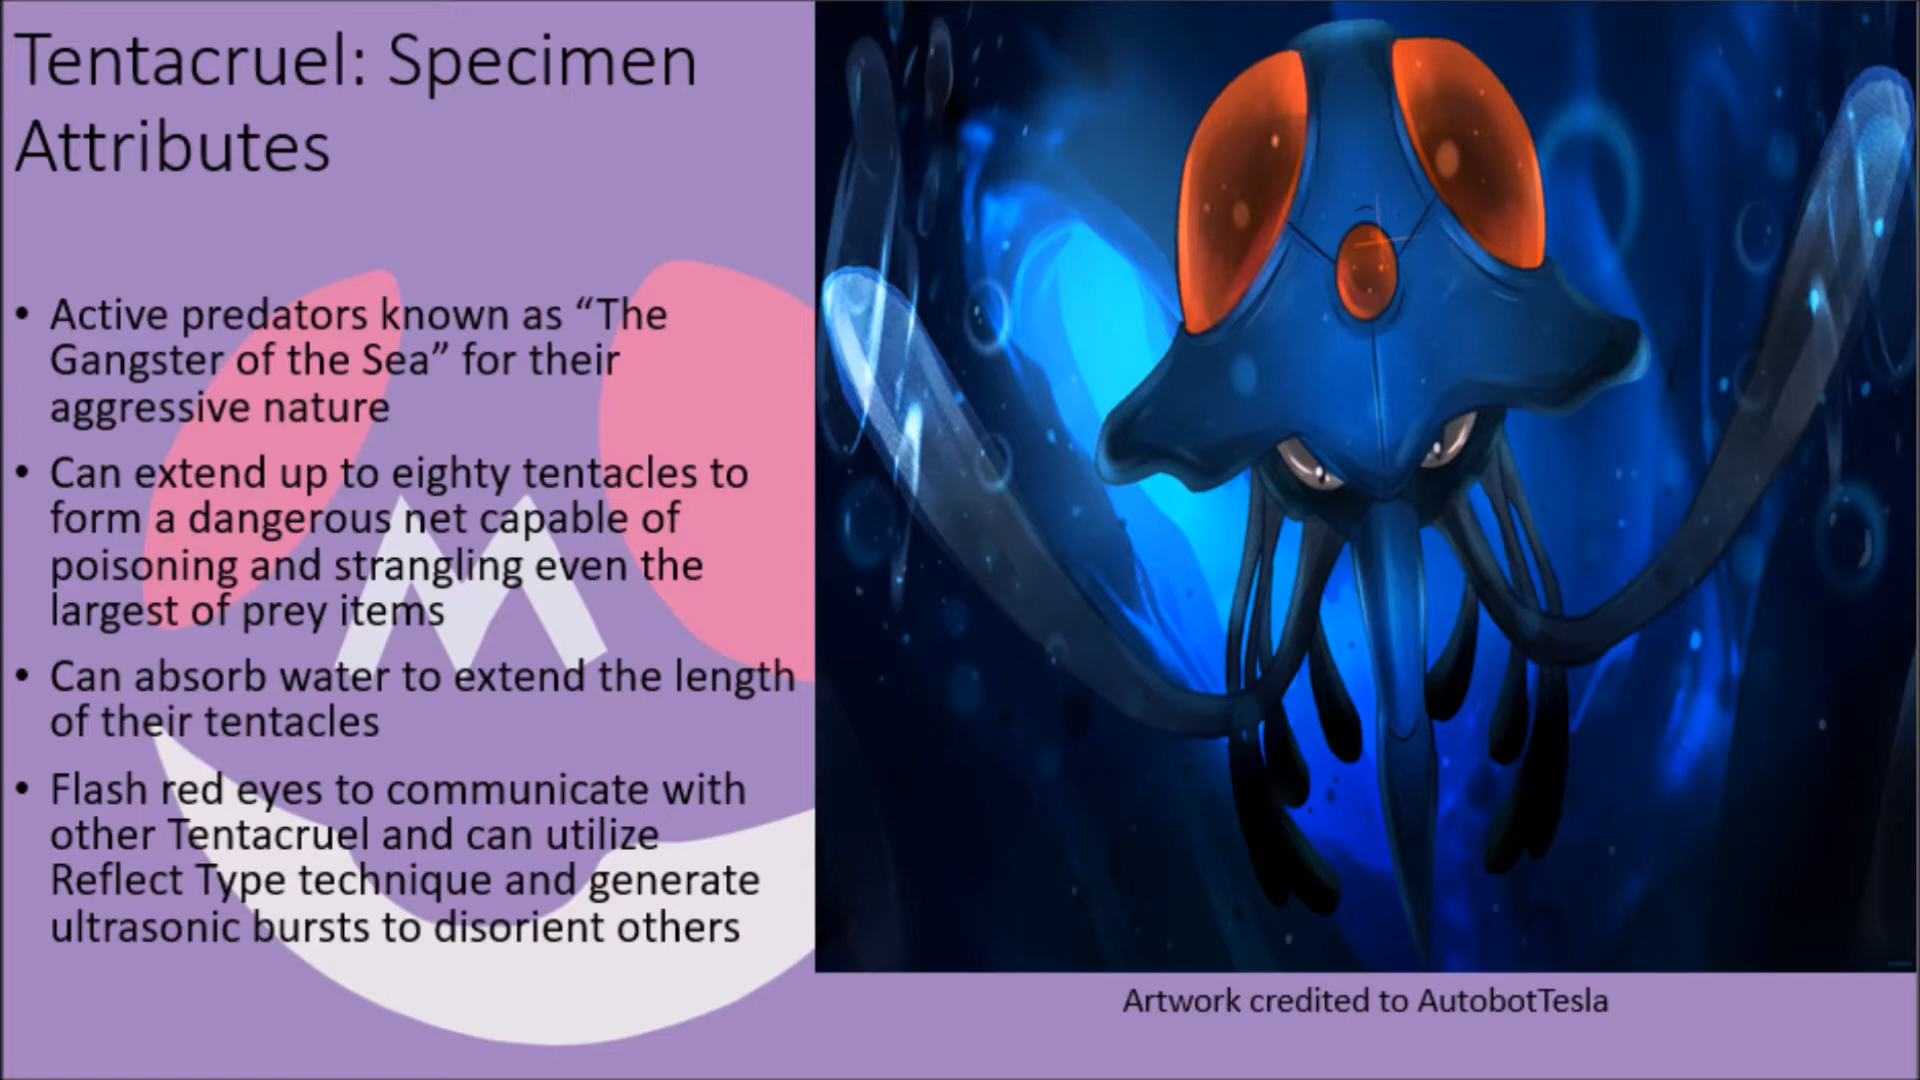 Tentacruel: Specimen
Attributes
• Active predators known as “The
Gangster of the Sea” for their
aggressive nature
• Can extend up to eighty tentacles to
form a dangerous net capable of
poisoning and strangling even the
largest of prey items
• Can absorb water to extend the length
of their tentacles
• Flash red eyes to communicate with
other Tentacruel and can utilize
Reflect Type technique and generate
ultrasonic bursts to disorient others
M
Artwork credited to AutobotTesla